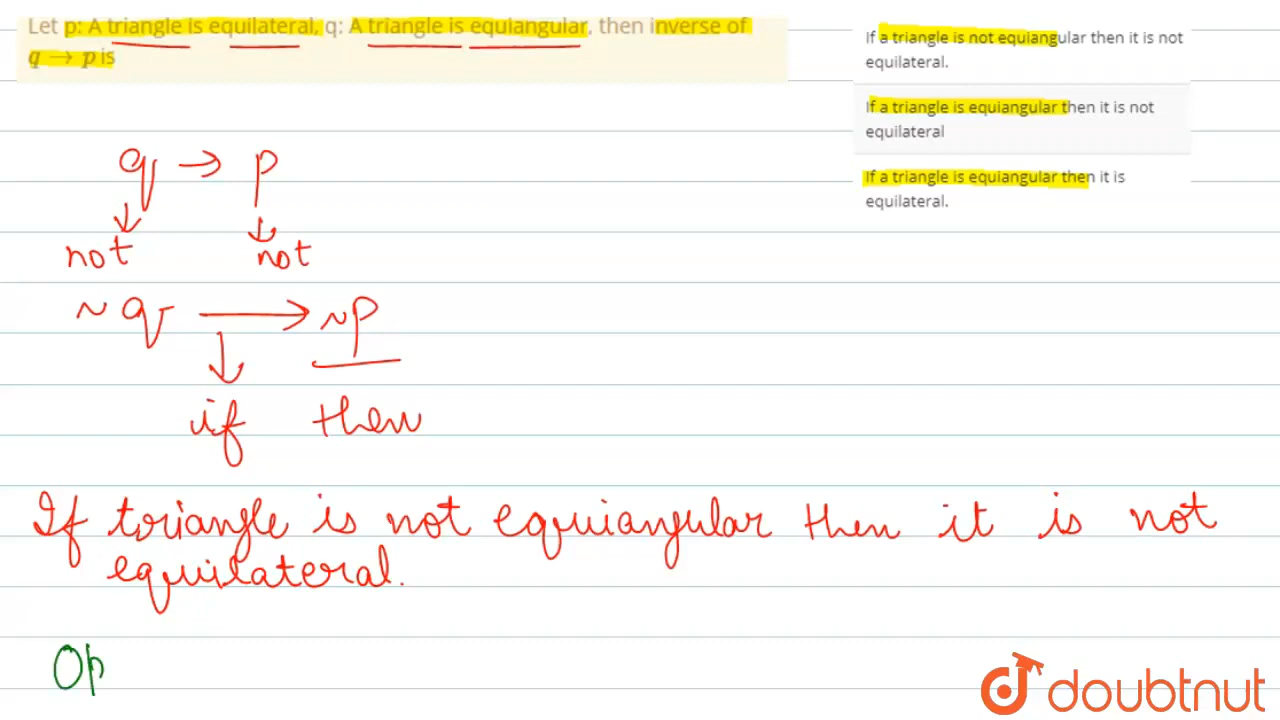 Let p: A triangle is equilateral, q: A triangle is equiangular, then inverse of
q → p is
If a triangle is not equiangular then it is not
equilateral.
If a triangle is equiangular then it is not
equilateral
If a triangle is equiangular then it is
equilateral.
q → p
↓ ↓
not not
~q → ~p
↓
if then
If triangle is not equiangular then it is not
equilateral.
Op
doubtnut